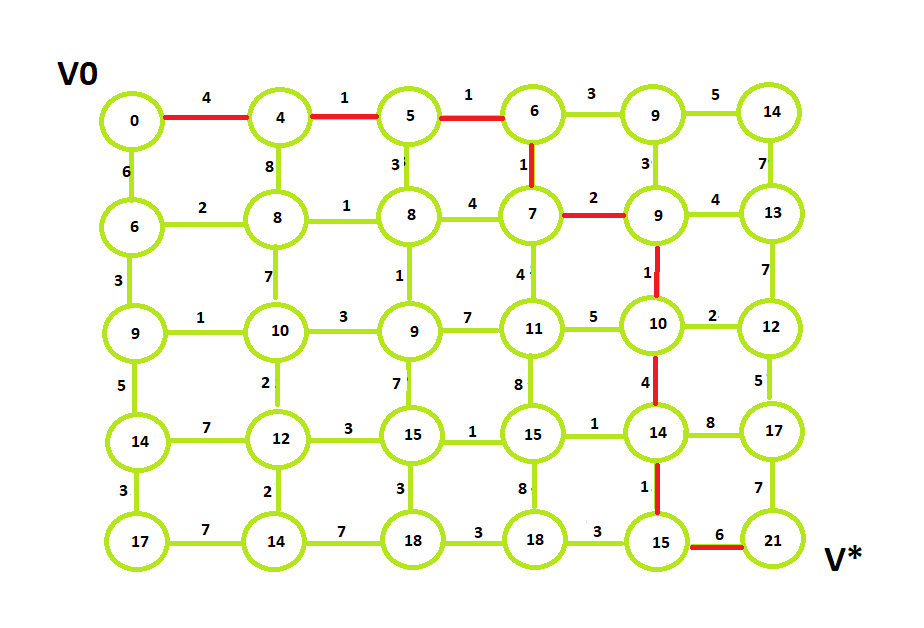 V0
4 1 1 3 5
0 4 5 6 9 14
6 8 3 1 3 7
2 1 4 2 4
6 8 8 7 9 13
3 7 1 4 1 7
1 3 7 5 2
9 10 9 11 10 12
5 2 7 8 4 5
7 3 1 1 8
14 12 15 15 14 17
3 2 3 8 1 7
7 7 3 3 6
17 14 18 18 15 21
V*